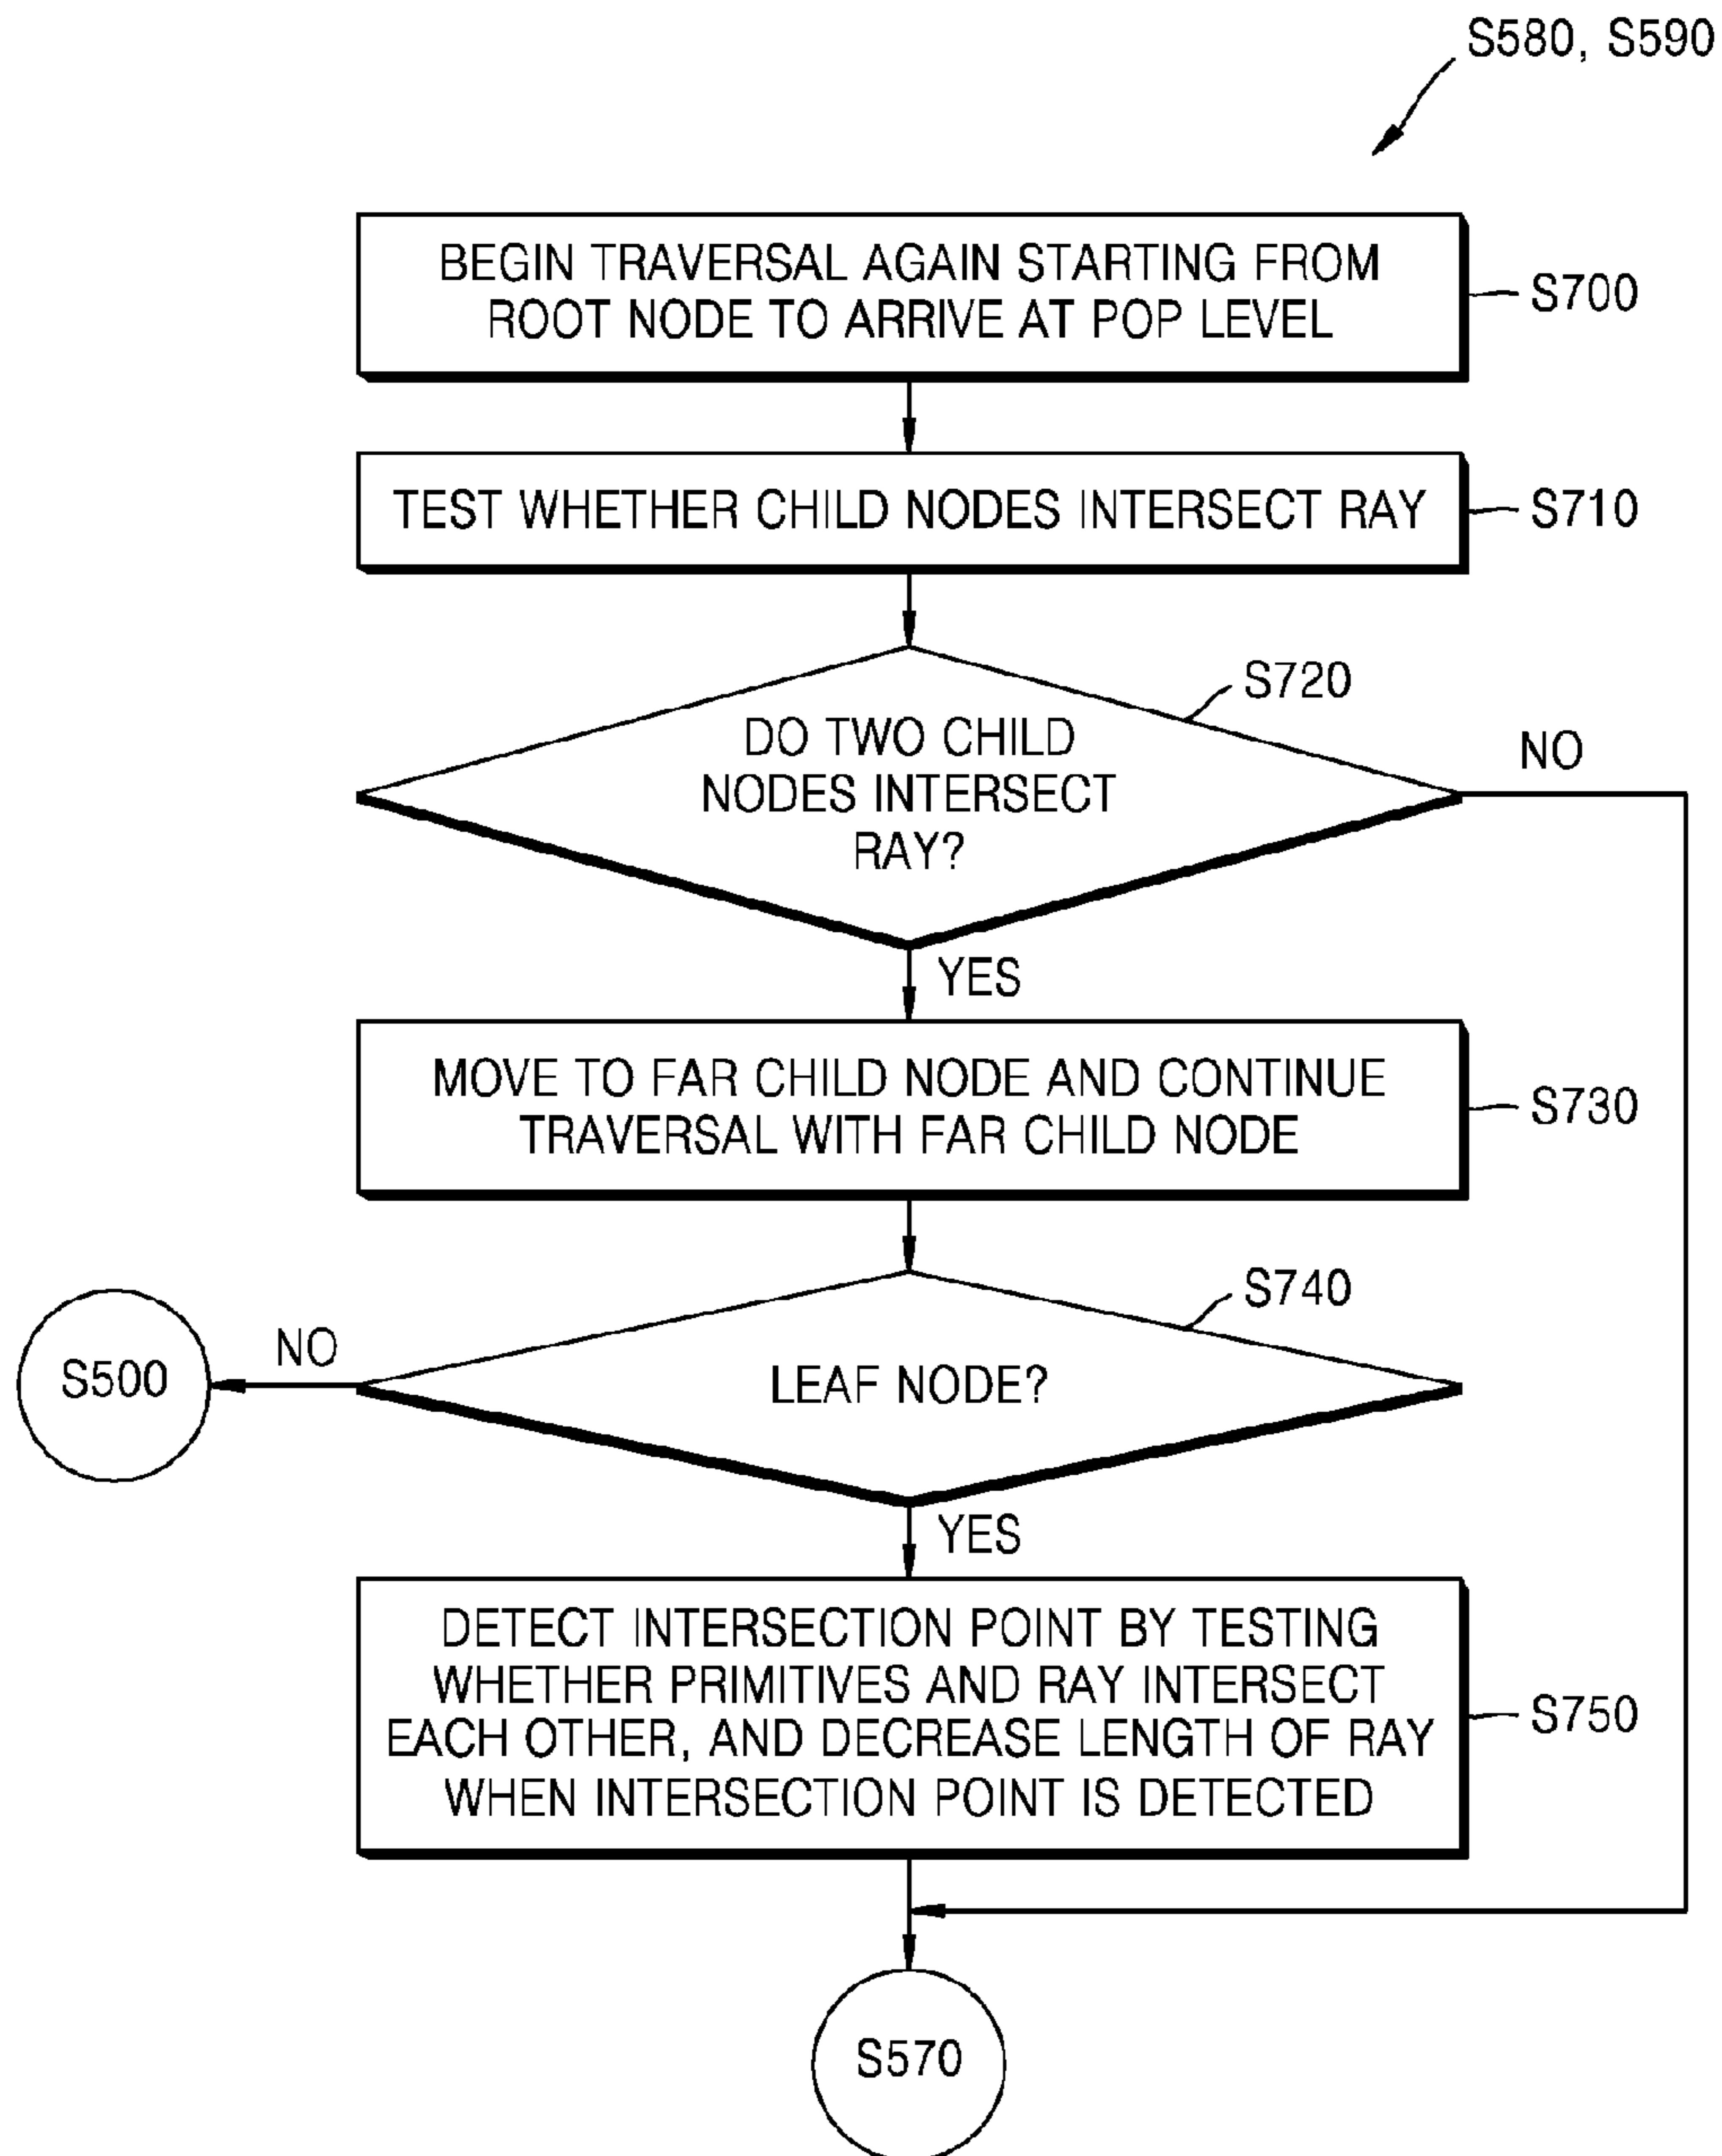 S580, S590
BEGIN TRAVERSAL AGAIN STARTING FROM
ROOT NODE TO ARRIVE AT POP LEVEL
S700
TEST WHETHER CHILD NODES INTERSECT RAY
S710
S720
DO TWO CHILD
NODES INTERSECT
RAY?
NO
YES
MOVE TO FAR CHILD NODE AND CONTINUE
TRAVERSAL WITH FAR CHILD NODE
S730
S740
LEAF NODE?
NO
S500
YES
DETECT INTERSECTION POINT BY TESTING
WHETHER PRIMITIVES AND RAY INTERSECT
EACH OTHER, AND DECREASE LENGTH OF RAY
WHEN INTERSECTION POINT IS DETECTED
S750
S570